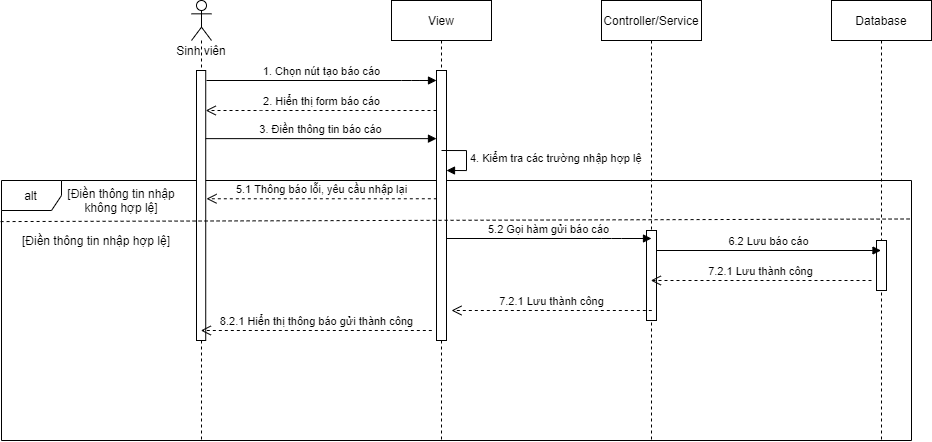 View
Controller/Service
Database
Sinh viên
1. Chọn nút tạo báo cáo
2. Hiển thị form báo cáo
3. Điền thông tin báo cáo
4. Kiểm tra các trường nhập hợp lệ
alt
[Điền thông tin nhập
không hợp lệ]
5.1 Thông báo lỗi, yêu cầu nhập lại
[Điền thông tin nhập hợp lệ]
5.2 Gọi hàm gửi báo cáo
6.2 Lưu báo cáo
7.2.1 Lưu thành công
7.2.1 Lưu thành công
8.2.1 Hiển thị thông báo gửi thành công